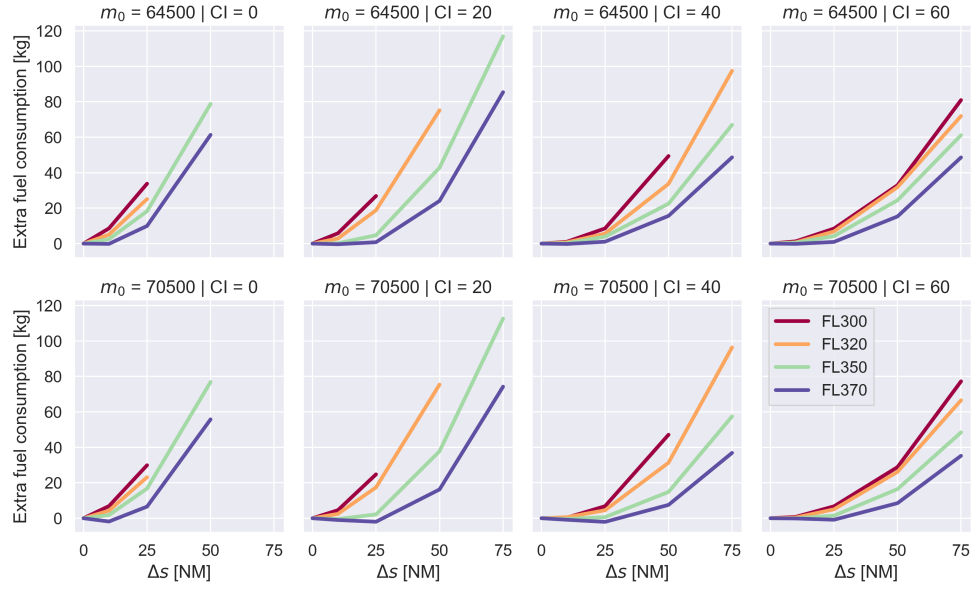 m0 = 64500 | CI = 0
m0 = 64500 | CI = 20
m0 = 64500 | CI = 40
m0 = 64500 | CI = 60
Extra fuel consumption [kg]
120
100
80
60
40
20
0
m0 = 70500 | CI = 0
m0 = 70500 | CI = 20
m0 = 70500 | CI = 40
m0 = 70500 | CI = 60
Extra fuel consumption [kg]
120
100
80
60
40
20
0
FL300
FL320
FL350
FL370
0 25 50 75
0 25 50 75
0 25 50 75
0 25 50 75
Δs [NM]
Δs [NM]
Δs [NM]
Δs [NM]